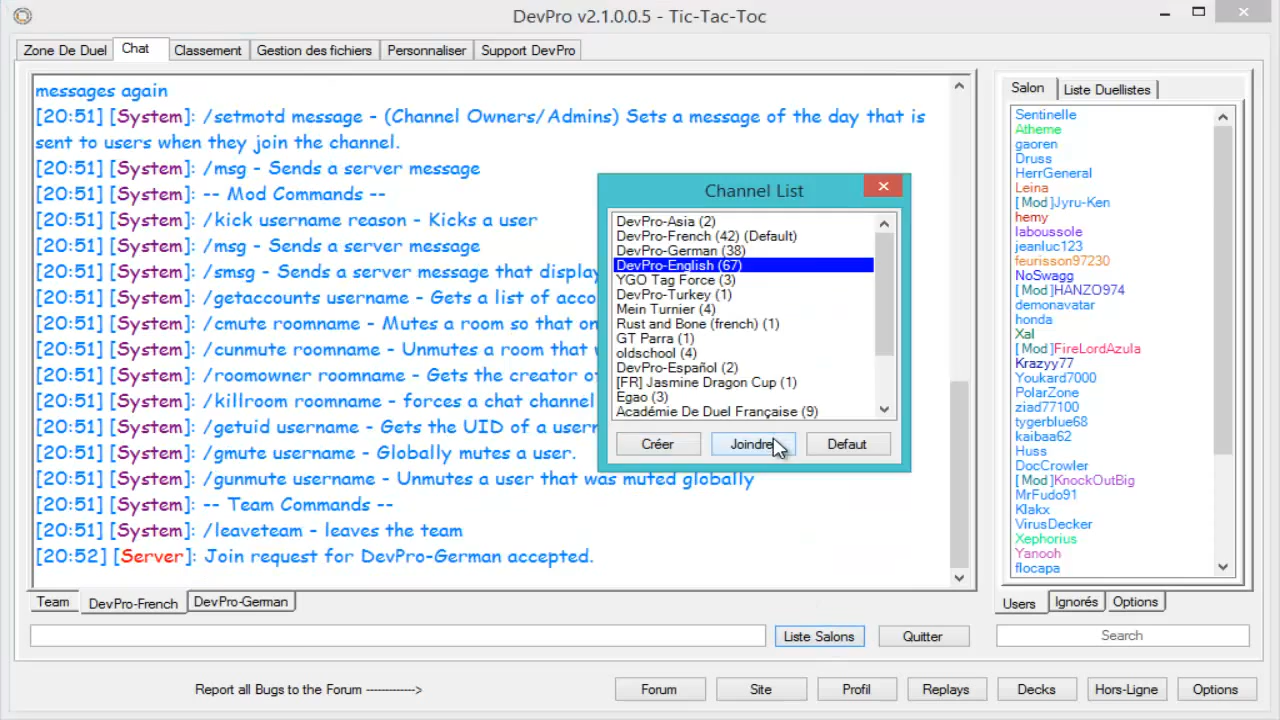 DevPro v2.1.0.0.5 - Tic-Tac-Toc
Zone De Duel
Chat
Classement
Gestion des fichiers
Personnaliser
Support DevPro
messages again
[20:51] [System]: /setmotd message - (Channel Owners/Admins) Sets a message of the day that is
sent to users when they join the channel.
[20:51] [System]: /msg - Sends a server message
[20:51] [System]: -- Mod Commands --
[20:51] [System]: /kick username reason - Kicks a user
[20:51] [System]: /msg - Sends a server message
[20:51] [System]: /smsg - Sends a server message that display
[20:51] [System]: /getaccounts username - Gets a list of acco
[20:51] [System]: /cmute roomname - Mutes a room so that on
[20:51] [System]: /cunmute roomname - Unmutes a room that
[20:51] [System]: /roomowner roomname - Gets the creator of
[20:51] [System]: /killroom roomname - forces a chat channel
[20:51] [System]: /getuid username - Gets the UID of a user
[20:51] [System]: /gmute username - Globally mutes a user.
[20:51] [System]: /gunmute username - Unmutes a user that was muted globally
[20:51] [System]: -- Team Commands --
[20:51] [System]: /leaveteam - leaves the team
[20:52] [Server]: Join request for DevPro-German accepted.
Channel List
DevPro-Asia (2)
DevPro-French (42) (Default)
DevPro-German (38)
DevPro-English (67)
YGO Tag Force (3)
DevPro-Turkey (1)
Mein Turnier (4)
Rust and Bone (french) (1)
GT Parra (1)
oldschool (4)
DevPro-Español (2)
[FR] Jasmine Dragon Cup (1)
Egao (3)
Académie De Duel Française (9)
Créer
Joindre
Defaut
Salon
Liste Duellistes
Sentinelle
Atheme
gaoren
Druss
HerrGeneral
Leina
[Mod]Jyru-Ken
hemy
laboussole
jeanluc123
feurisson97230
NoSwagg
[Mod]HANZO974
demonavatar
honda
Xal
[Mod]FireLordAzula
Krazyy77
Youkard7000
PolarZone
ziad77100
tygerblue68
kaibaa62
Huss
DocCrowler
[Mod]KnockOutBig
MrFudo91
Klakx
VirusDecker
Xephorius
Yanooh
flocapa
Team
DevPro-French
DevPro-German
Users
Ignorés
Options
Liste Salons
Quitter
Search
Report all Bugs to the Forum ------------->
Forum
Site
Profil
Replays
Decks
Hors-Ligne
Options